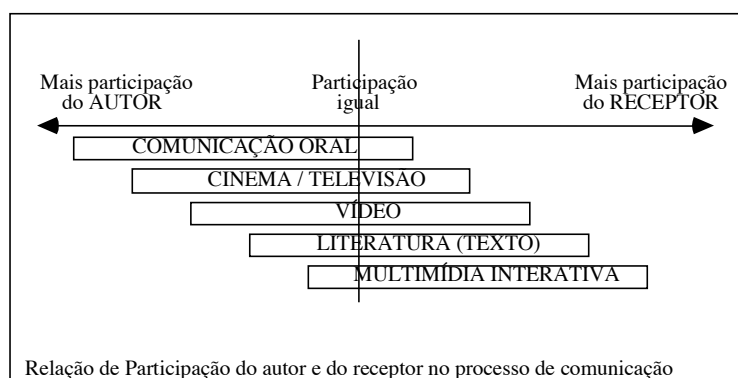 Mais participação
do AUTOR
Participação
igual
Mais participação
do RECEPTOR
COMUNICAÇÃO ORAL
CINEMA / TELEVISAO
VÍDEO
LITERATURA (TEXTO)
MULTIMÍDIA INTERATIVA
Relação de Participação do autor e do receptor no processo de comunicação